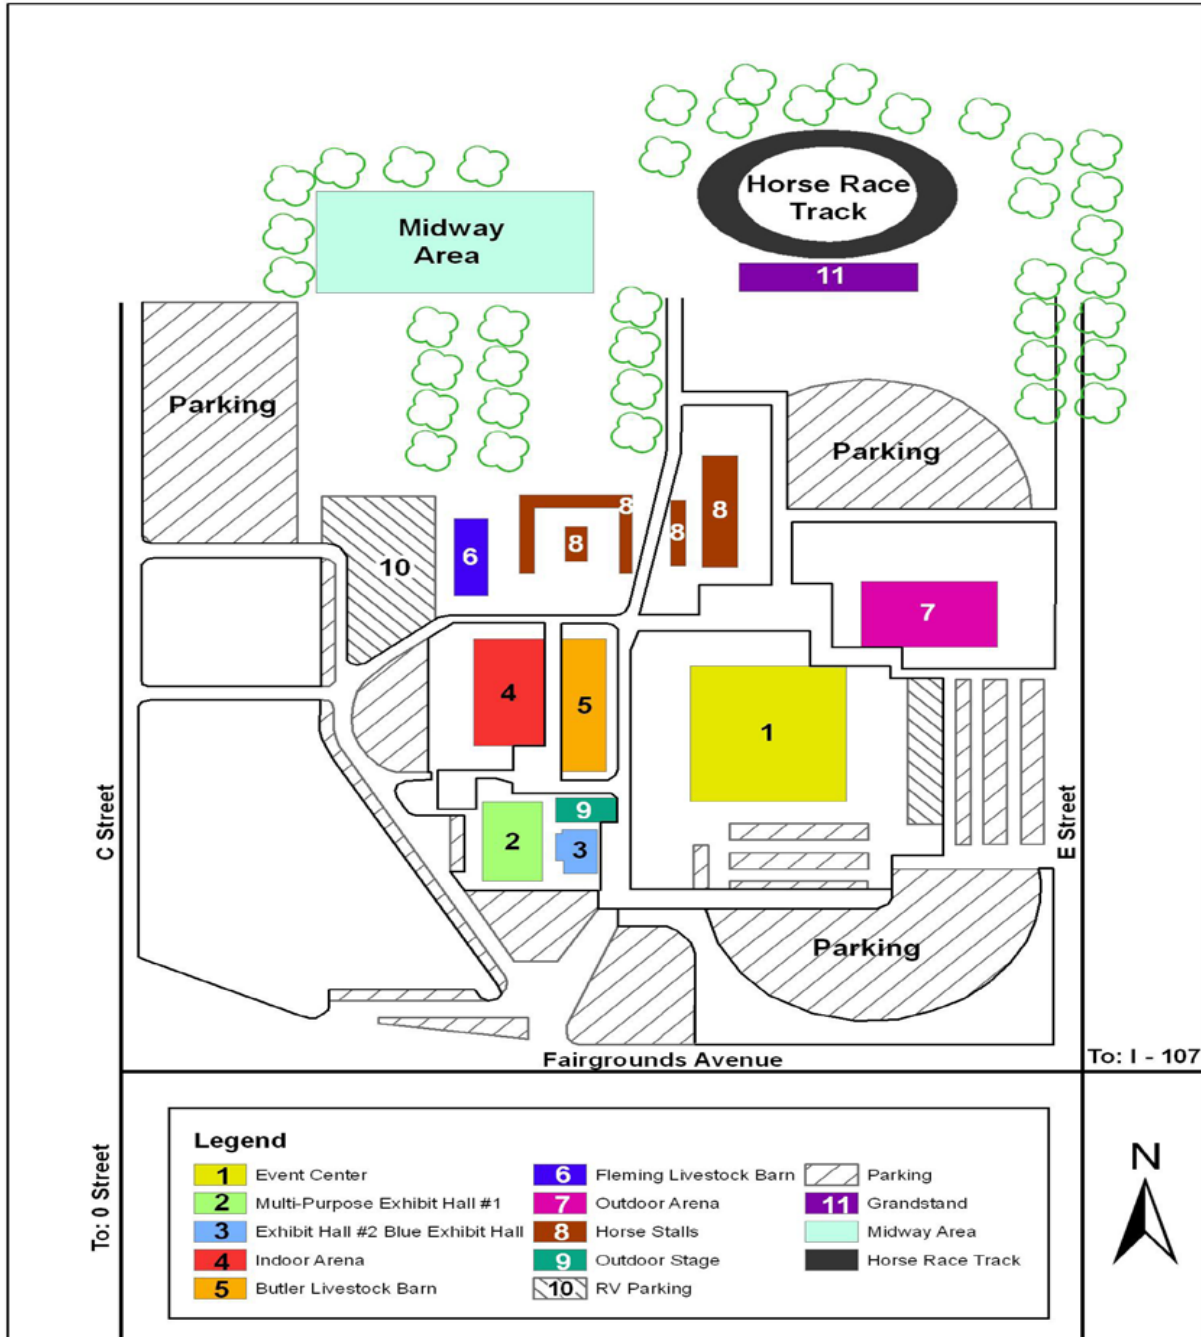 Horse Race
Track
Midway
Area
11
Parking
Parking
8
8
8
8
6
10
7
4
5
1
9
2
3
C Street
E Street
Parking
Fairgrounds Avenue
To: I - 107
To: 0 Street
Legend
1 Event Center
2 Multi-Purpose Exhibit Hall #1
3 Exhibit Hall #2 Blue Exhibit Hall
4 Indoor Arena
5 Butler Livestock Barn
6 Fleming Livestock Barn
7 Outdoor Arena
8 Horse Stalls
9 Outdoor Stage
10 RV Parking
Parking
11 Grandstand
Midway Area
Horse Race Track
N